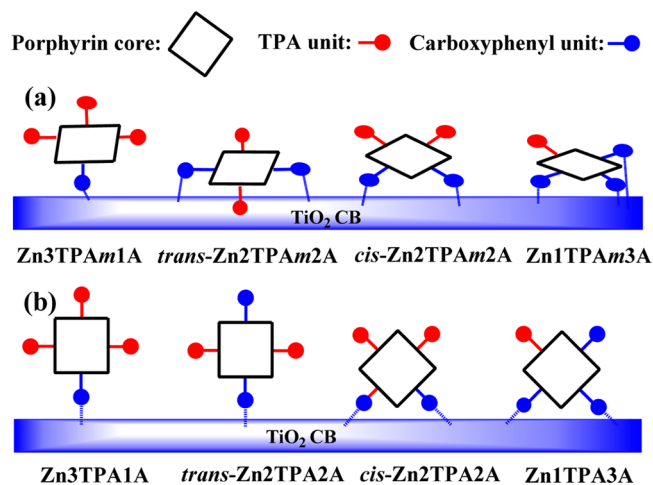 Porphyrin core: TPA unit: Carboxyphenyl unit:
(a)
TiO₂ CB
Zn3TPAm1A trans-Zn2TPAm2A cis-Zn2TPAm2A Zn1TPAm3A
(b)
TiO₂ CB
Zn3TPA1A trans-Zn2TPA2A cis-Zn2TPA2A Zn1TPA3A